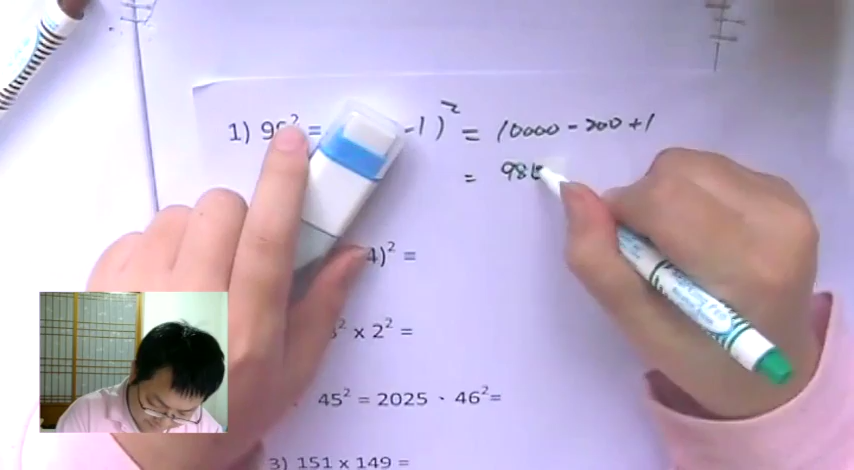 1) 99² = -1)² = 10000 - 200 + 1
= 98
4)² =
² x 2² =
45² = 2025、46²=
3) 151 x 149 =